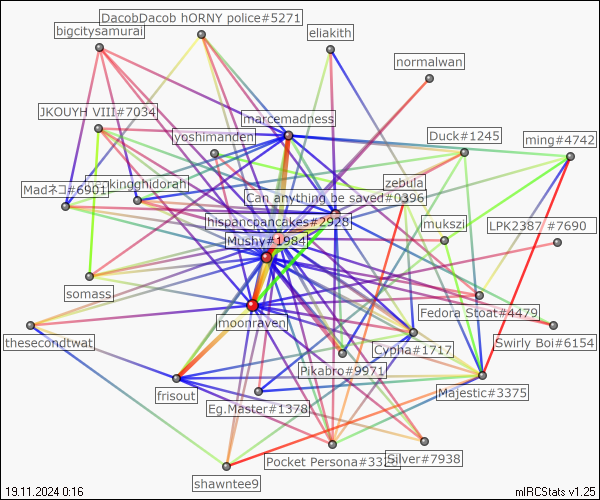 DacobDacob hORNY police#5271
bigcitysamurai
eliakith
normalwan
JKOUYH VIII#7034
marcemadness
yoshimanden
Duck#1245
ming#4742
kingghidorah
Madネコ#6901
zebula
Can anything be saved#0396
hispancpancakes#2928
mukszi
LPK2387 #7690
Mushy#1984
somass
Fedora Stoat#4479
moonraven
thesecondtwat
Swirly Boi#6154
Cypha#1717
Pikabro#9971
frisout
Majestic#3375
Eg.Master#1378
Pocket Persona#33
Silver#7938
shawntee9
19.11.2024 0:16
mIRCStats v1.25